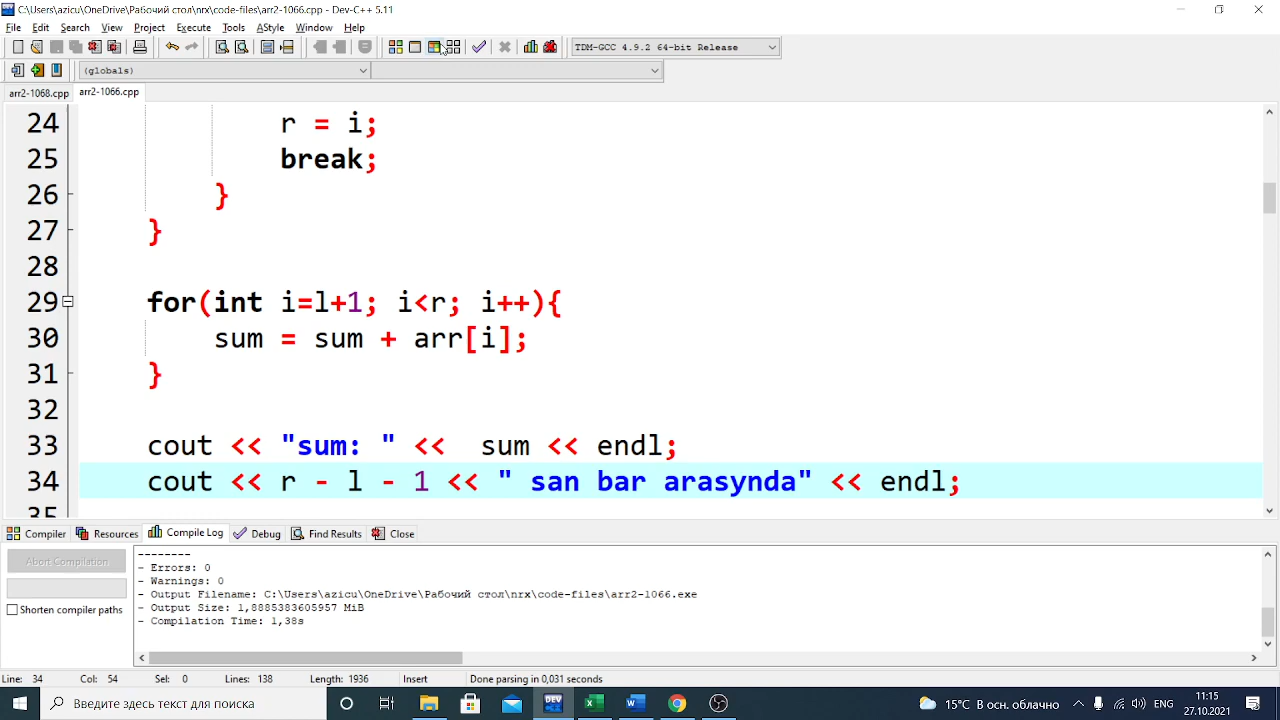 C:\Users\azicu\OneDrive\Рабочий стол\nrx\code-files\arr2-1066.cpp - Dev-C++ 5.11
File Edit Search View Project Execute Tools AStyle Window Help
TDM-GCC 4.9.2 64-bit Release
(globals)
arr2-1068.cpp arr2-1066.cpp
24 r = i;
25 break;
26 }
27 }
28
29 for(int i=l+1; i<r; i++){
30 sum = sum + arr[i];
31 }
32
33 cout << "sum: " <<  sum << endl;
34 cout << r - l - 1 << " san bar arasynda" << endl;
35
Compiler Resources Compile Log Debug Find Results Close
Abort Compilation
Shorten compiler paths
--------
- Errors: 0
- Warnings: 0
- Output Filename: C:\Users\azicu\OneDrive\Рабочий стол\nrx\code-files\arr2-1066.exe
- Output Size: 1,8885383605957 MiB
- Compilation Time: 1,38s
Line: 34 Col: 54 Sel: 0 Lines: 138 Length: 1936 Insert Done parsing in 0,031 seconds
Введите здесь текст для поиска
DEV
15°C В осн. облачно
ENG
11:15
27.10.2021